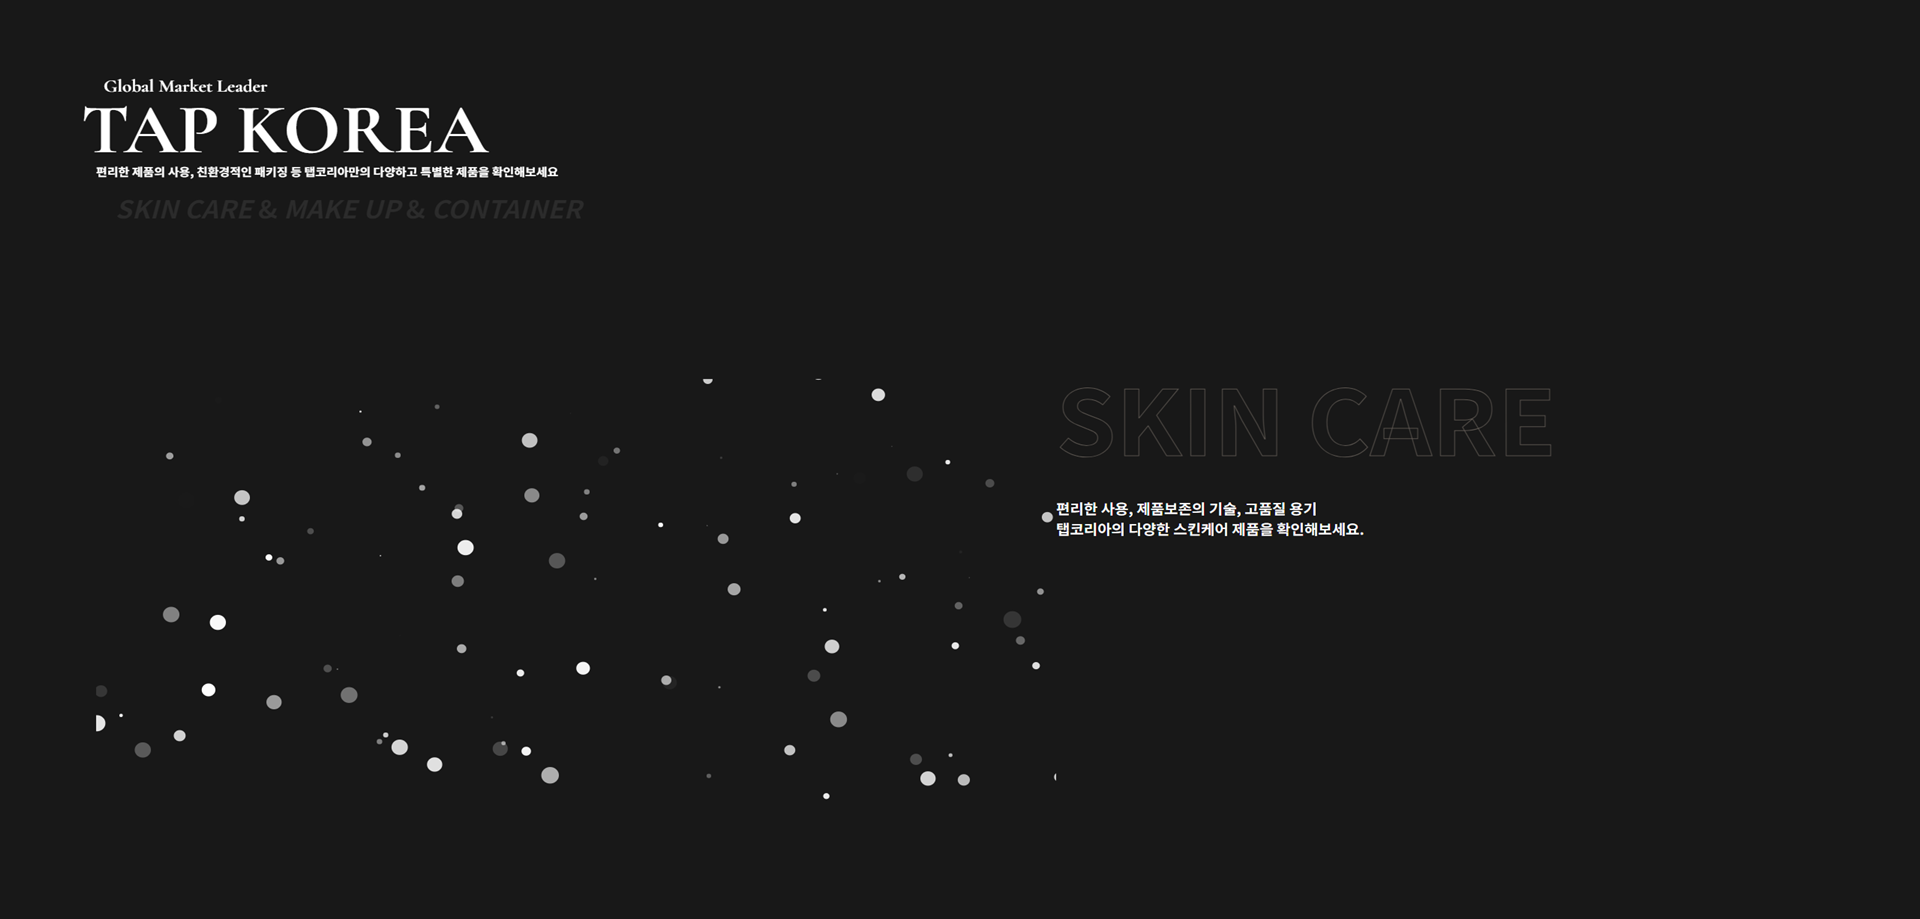 Global Market Leader
TAP KOREA
편리한 제품의 사용, 친환경적인 패키징 등 탭코리아만의 다양하고 특별한 제품을 확인해보세요
SKIN CARE & MAKE UP & CONTAINER
SKIN CARE
편리한 사용, 제품보존의 기술, 고품질 용기
탭코리아의 다양한 스킨케어 제품을 확인해보세요.